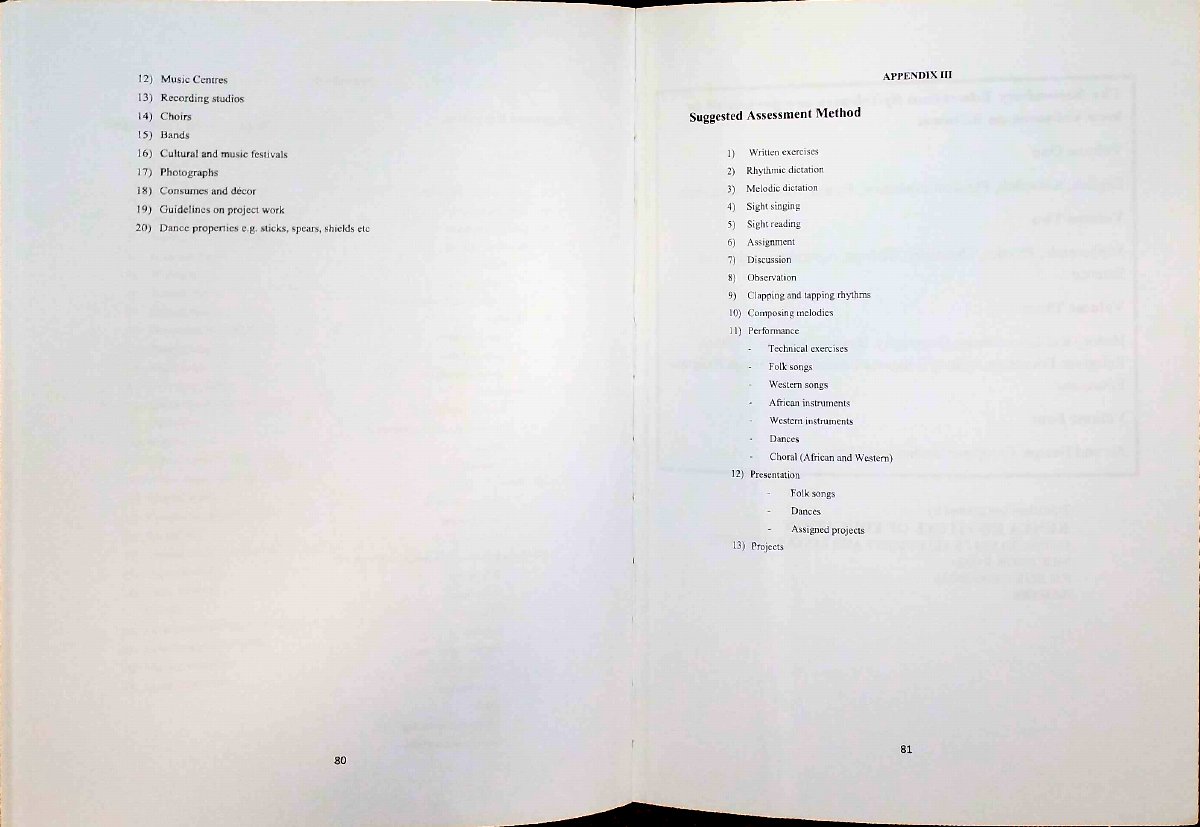 12) Music Centres
13) Recording studios
14) Choirs
15) Bands
16) Cultural and music festivals
17) Photographs
18) Consumes and décor
19) Guidelines on project work
20) Dance properties e.g. sticks, spears, shields etc
80
APPENDIX III
Suggested Assessment Method
1) Written exercises
2) Rhythmic dictation
3) Melodic dictation
4) Sight singing
5) Sight reading
6) Assignment
7) Discussion
8) Observation
9) Clapping and tapping rhythms
10) Composing melodies
11) Performance
- Technical exercises
- Folk songs
- Western songs
- African instruments
- Western instruments
- Dances
- Choral (African and Western)
12) Presentation
- Folk songs
- Dances
- Assigned projects
13) Projects
81